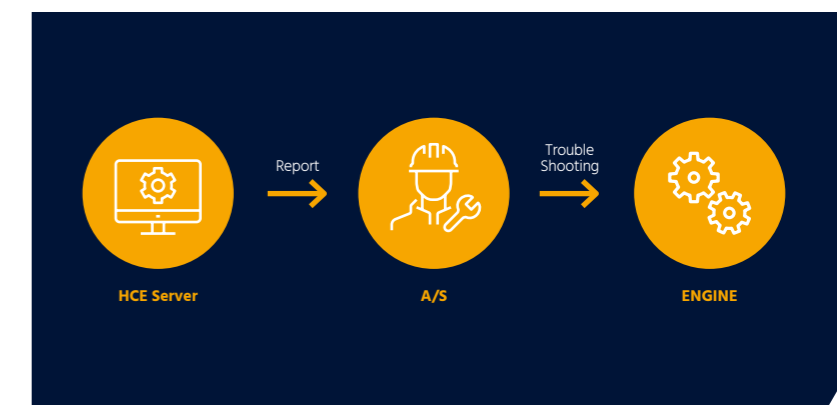 Report
Trouble
Shooting
HCE Server
A/S
ENGINE